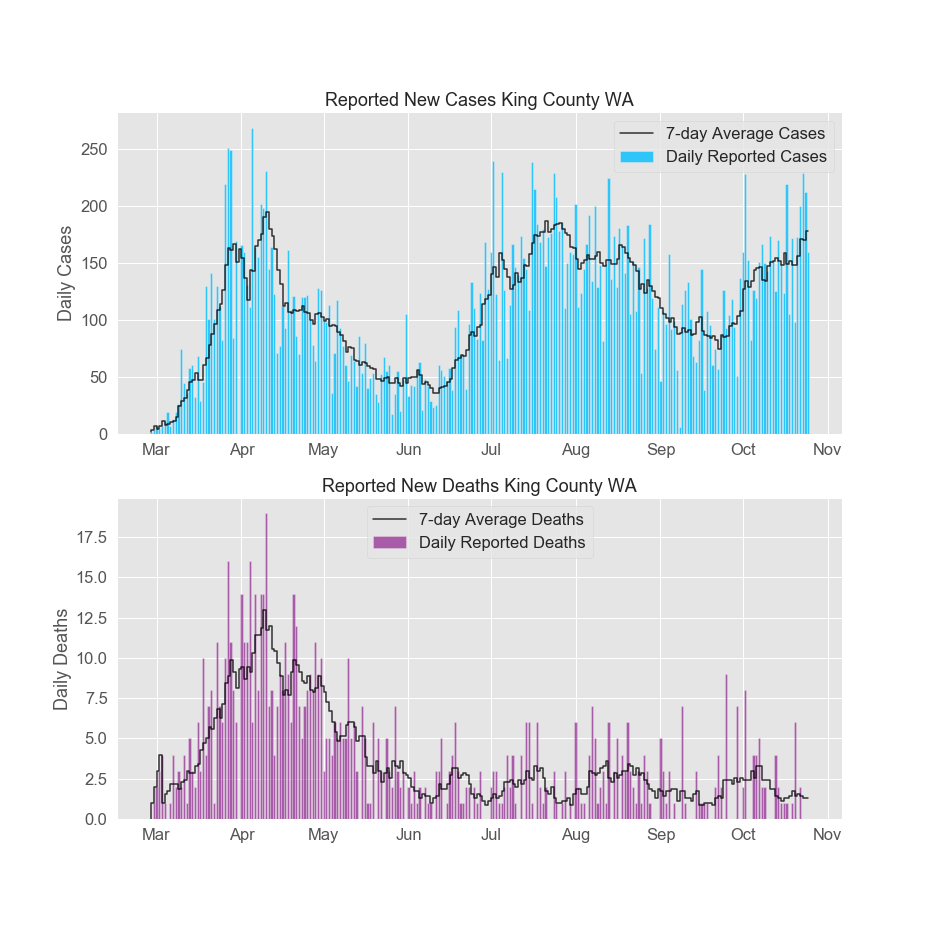 Reported New Cases King County WA
7-day Average Cases
Daily Reported Cases
Daily Cases
250
200
150
100
50
0
Mar Apr May Jun Jul Aug Sep Oct Nov
Reported New Deaths King County WA
7-day Average Deaths
Daily Reported Deaths
Daily Deaths
17.5
15.0
12.5
10.0
7.5
5.0
2.5
0.0
Mar Apr May Jun Jul Aug Sep Oct Nov